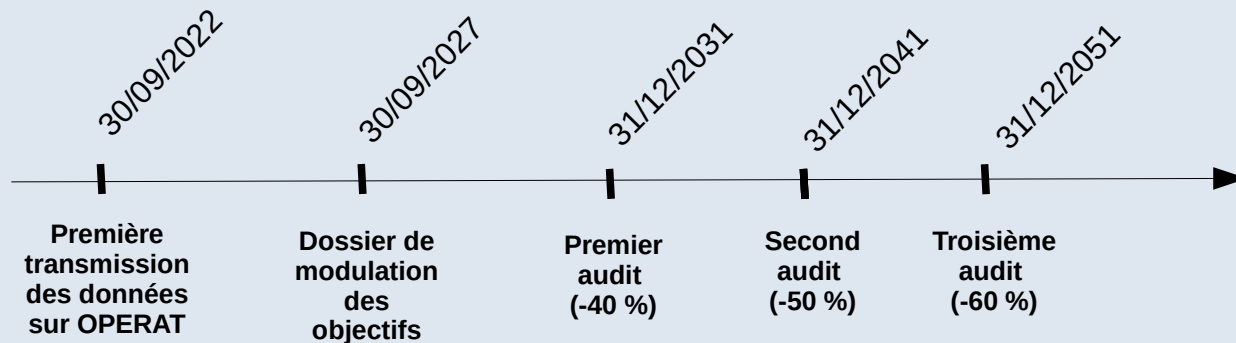 30/09/2022
30/09/2027
31/12/2031
31/12/2041
31/12/2051
Première
transmission
des données
sur OPERAT
Dossier de
modulation
des
objectifs
Premier
audit
(-40 %)
Second
audit
(-50 %)
Troisième
audit
(-60 %)